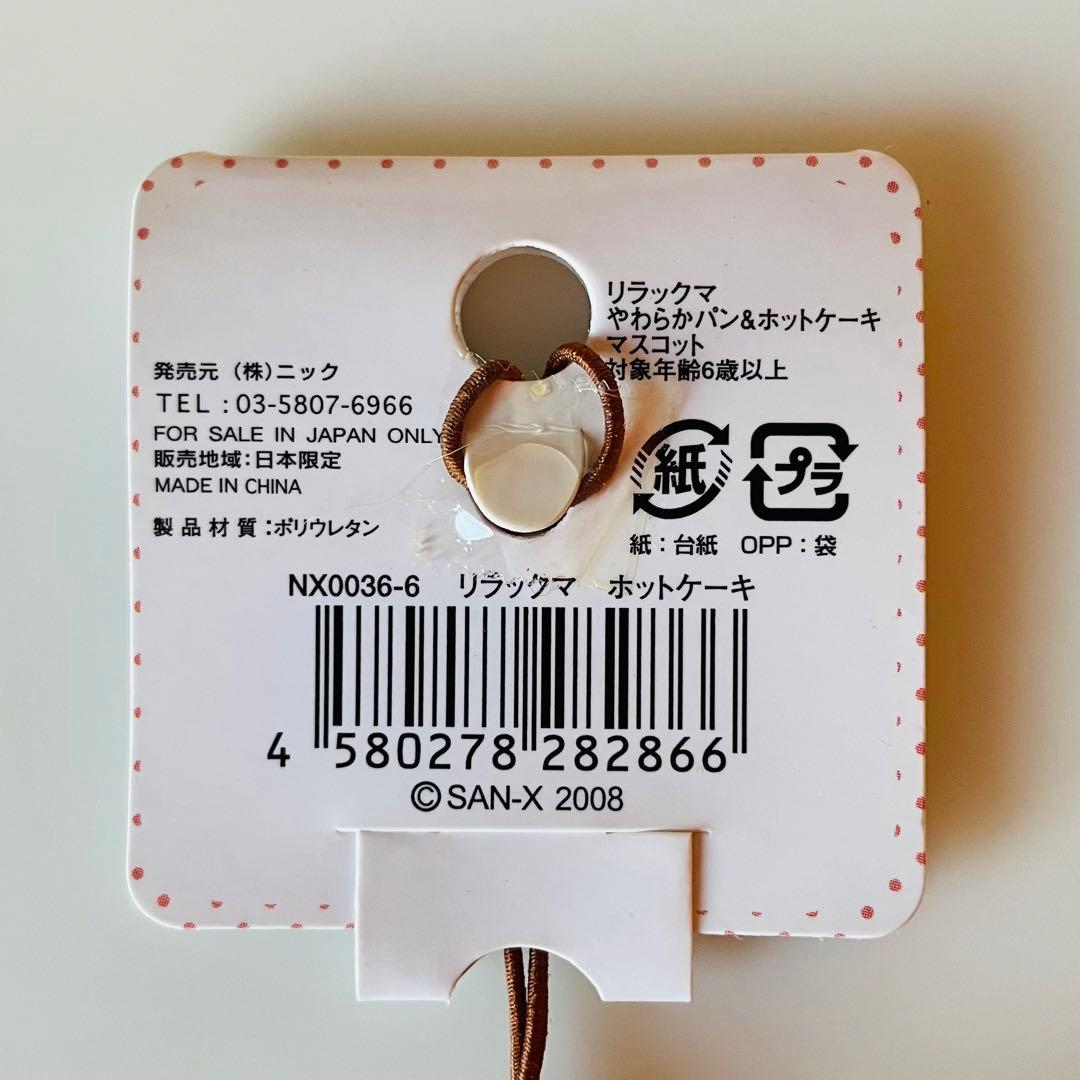 リラックマ
やわらかパン&ホットケーキ
マスコット
対象年齢6歳以上
発売元 (株)ニック
TEL:03-5807-6966
FOR SALE IN JAPAN ONLY
販売地域:日本限定
MADE IN CHINA
製品材質:ポリウレタン
紙 プラ
紙:台紙 OPP:袋
NX0036-6 リラックマ ホットケーキ
4 580278 282866
©SAN-X 2008